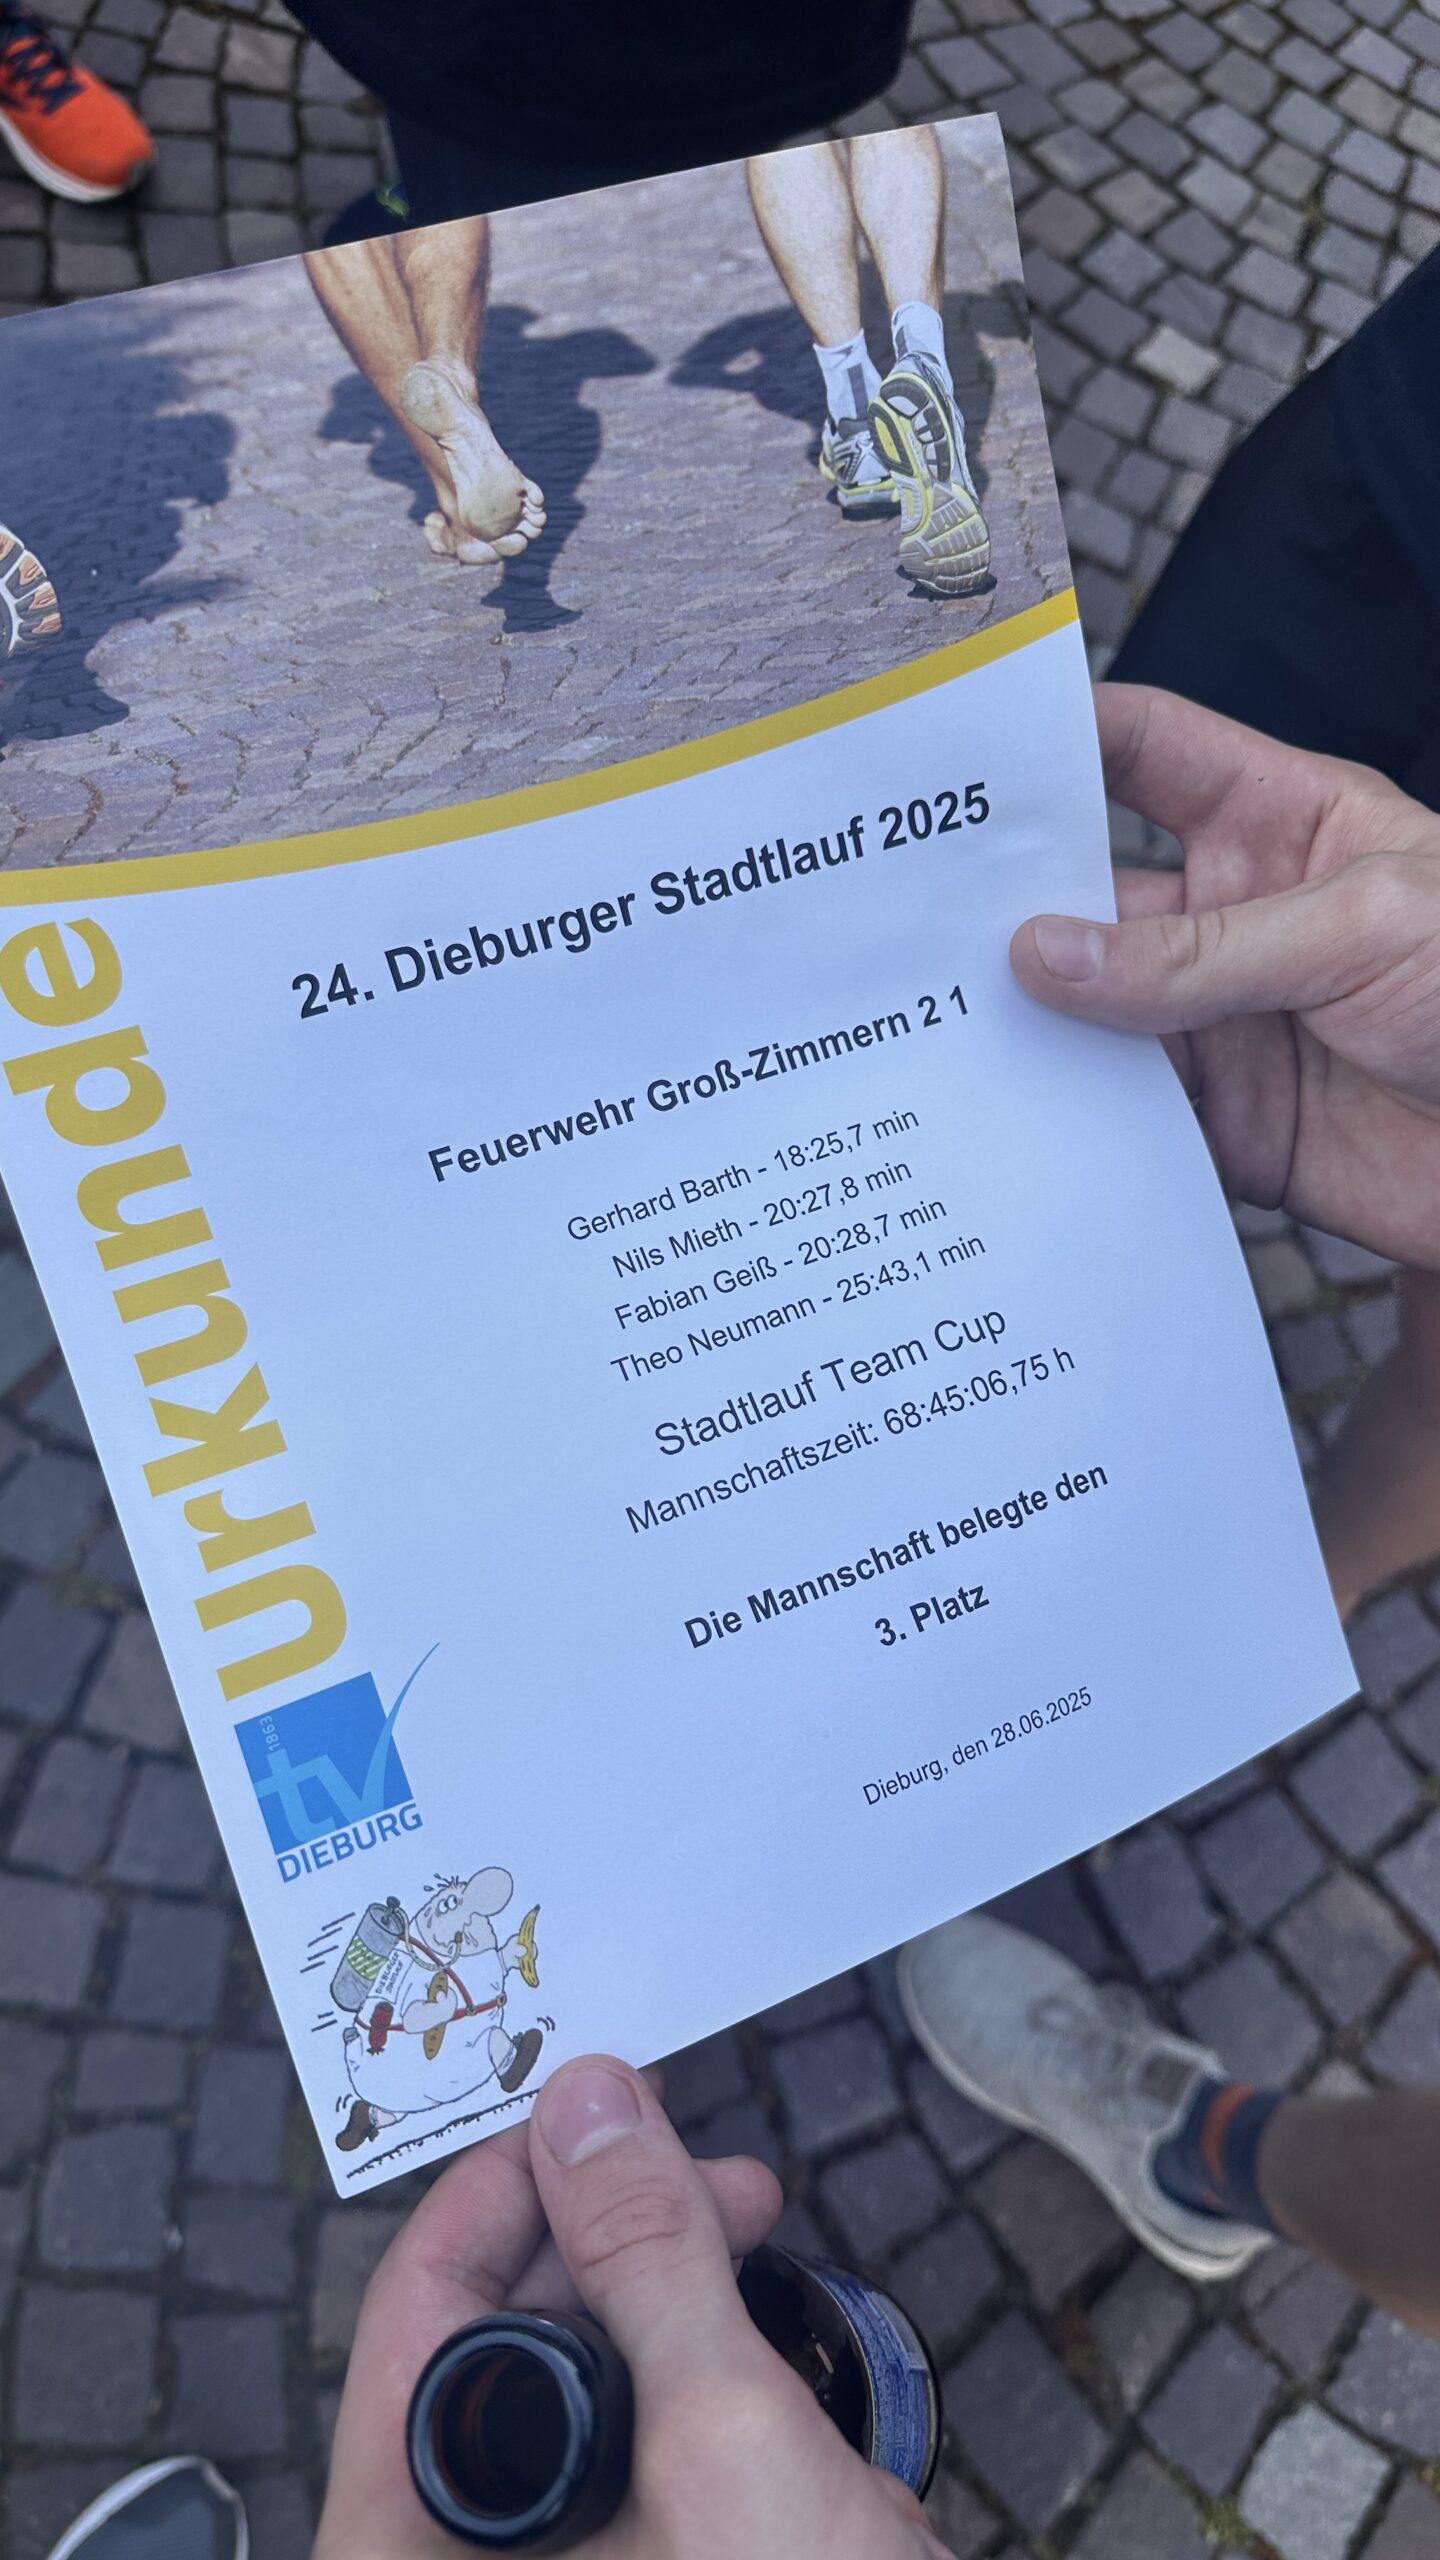 24. Dieburger Stadtlauf 2025
Feuerwehr Groß-Zimmern 2 1
Gerhard Barth - 18:25,7 min
Nils Mieth - 20:27,8 min
Fabian Geiß - 20:28,7 min
Theo Neumann - 25:43,1 min
Stadtlauf Team Cup
Mannschaftszeit: 68:45:06,75 h
Die Mannschaft belegte den
3. Platz
Dieburg, den 28.06.2025
Urkunde
1863
tv
DIEBURG
DIEBURGER